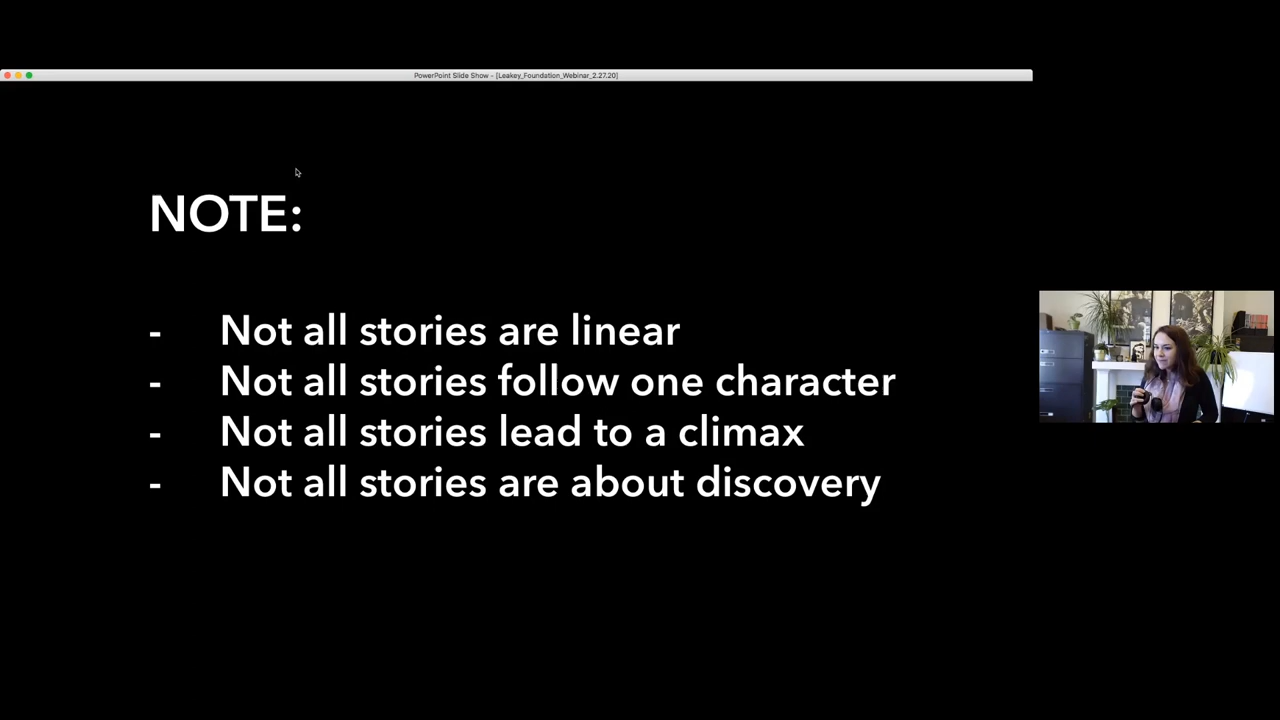 PowerPoint Slide Show - [Leakey_Foundation_Webinar_2.27.20]
NOTE:
- Not all stories are linear
- Not all stories follow one character
- Not all stories lead to a climax
- Not all stories are about discovery